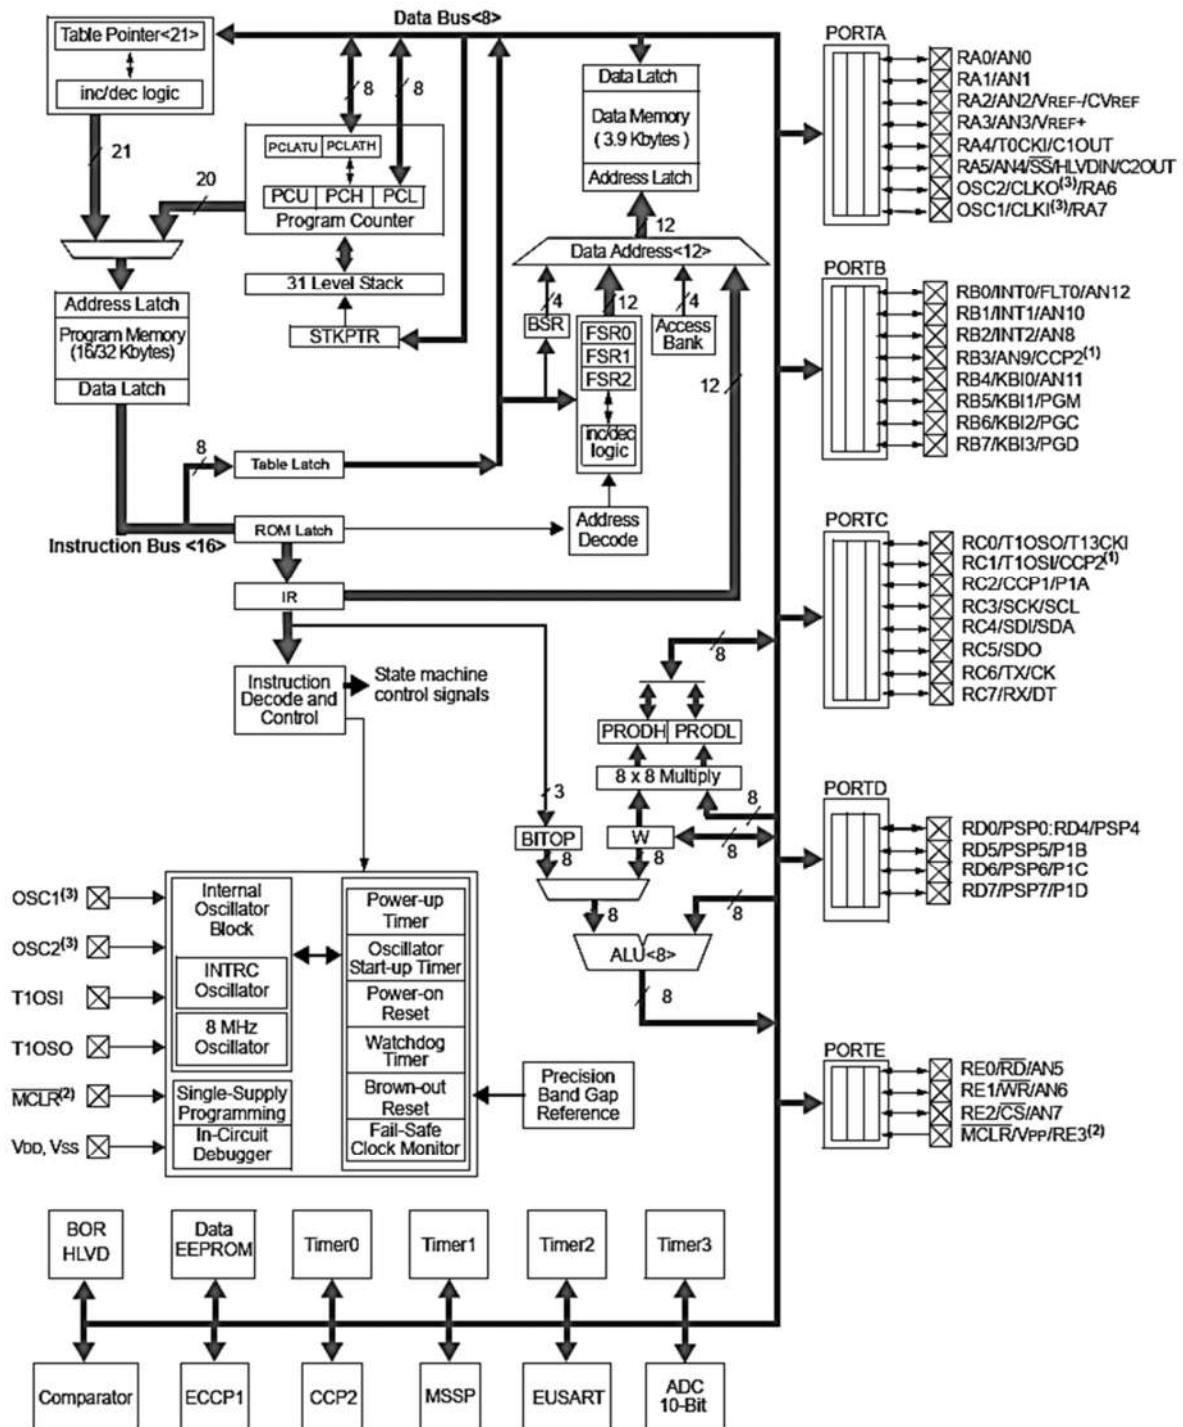 Data Bus<8>
Table Pointer<21>
inc/dec logic
21
20
8
8
PCLATU PCLATH
PCU PCH PCL
Program Counter
31 Level Stack
STKPTR
Address Latch
Program Memory
(16/32 Kbytes)
Data Latch
8
Table Latch
ROM Latch
Instruction Bus <16>
IR
Data Latch
Data Memory
( 3.9 Kbytes )
Address Latch
12
Data Address<12>
4
12
4
BSR
FSR0
FSR1
FSR2
inc/dec
logic
Access
Bank
12
Address
Decode
Instruction
Decode and
Control
State machine
control signals
8
PRODH PRODL
8 x 8 Multiply
3
8
BITOP
W
8
8
8
8
8
ALU<8>
8
OSC1(3)
OSC2(3)
T1OSI
T1OSO
MCLR(2)
VDD, VSS
Internal
Oscillator
Block
INTRC
Oscillator
8 MHz
Oscillator
Single-Supply
Programming
In-Circuit
Debugger
Power-up
Timer
Oscillator
Start-up Timer
Power-on
Reset
Watchdog
Timer
Brown-out
Reset
Fail-Safe
Clock Monitor
Precision
Band Gap
Reference
BOR
HLVD
Data
EEPROM
Timer0
Timer1
Timer2
Timer3
Comparator
ECCP1
CCP2
MSSP
EUSART
ADC
10-Bit
PORTA
RA0/AN0
RA1/AN1
RA2/AN2/VREF-/CVREF
RA3/AN3/VREF+
RA4/T0CKI/C1OUT
RA5/AN4/SS/HLVDIN/C2OUT
OSC2/CLKO(3)/RA6
OSC1/CLKI(3)/RA7
PORTB
RB0/INT0/FLT0/AN12
RB1/INT1/AN10
RB2/INT2/AN8
RB3/AN9/CCP2(1)
RB4/KBI0/AN11
RB5/KBI1/PGM
RB6/KBI2/PGC
RB7/KBI3/PGD
PORTC
RC0/T1OSO/T13CKI
RC1/T1OSI/CCP2(1)
RC2/CCP1/P1A
RC3/SCK/SCL
RC4/SDI/SDA
RC5/SDO
RC6/TX/CK
RC7/RX/DT
PORTD
RD0/PSP0:RD4/PSP4
RD5/PSP5/P1B
RD6/PSP6/P1C
RD7/PSP7/P1D
PORTE
RE0/RD/AN5
RE1/WR/AN6
RE2/CS/AN7
MCLR/VPP/RE3(2)